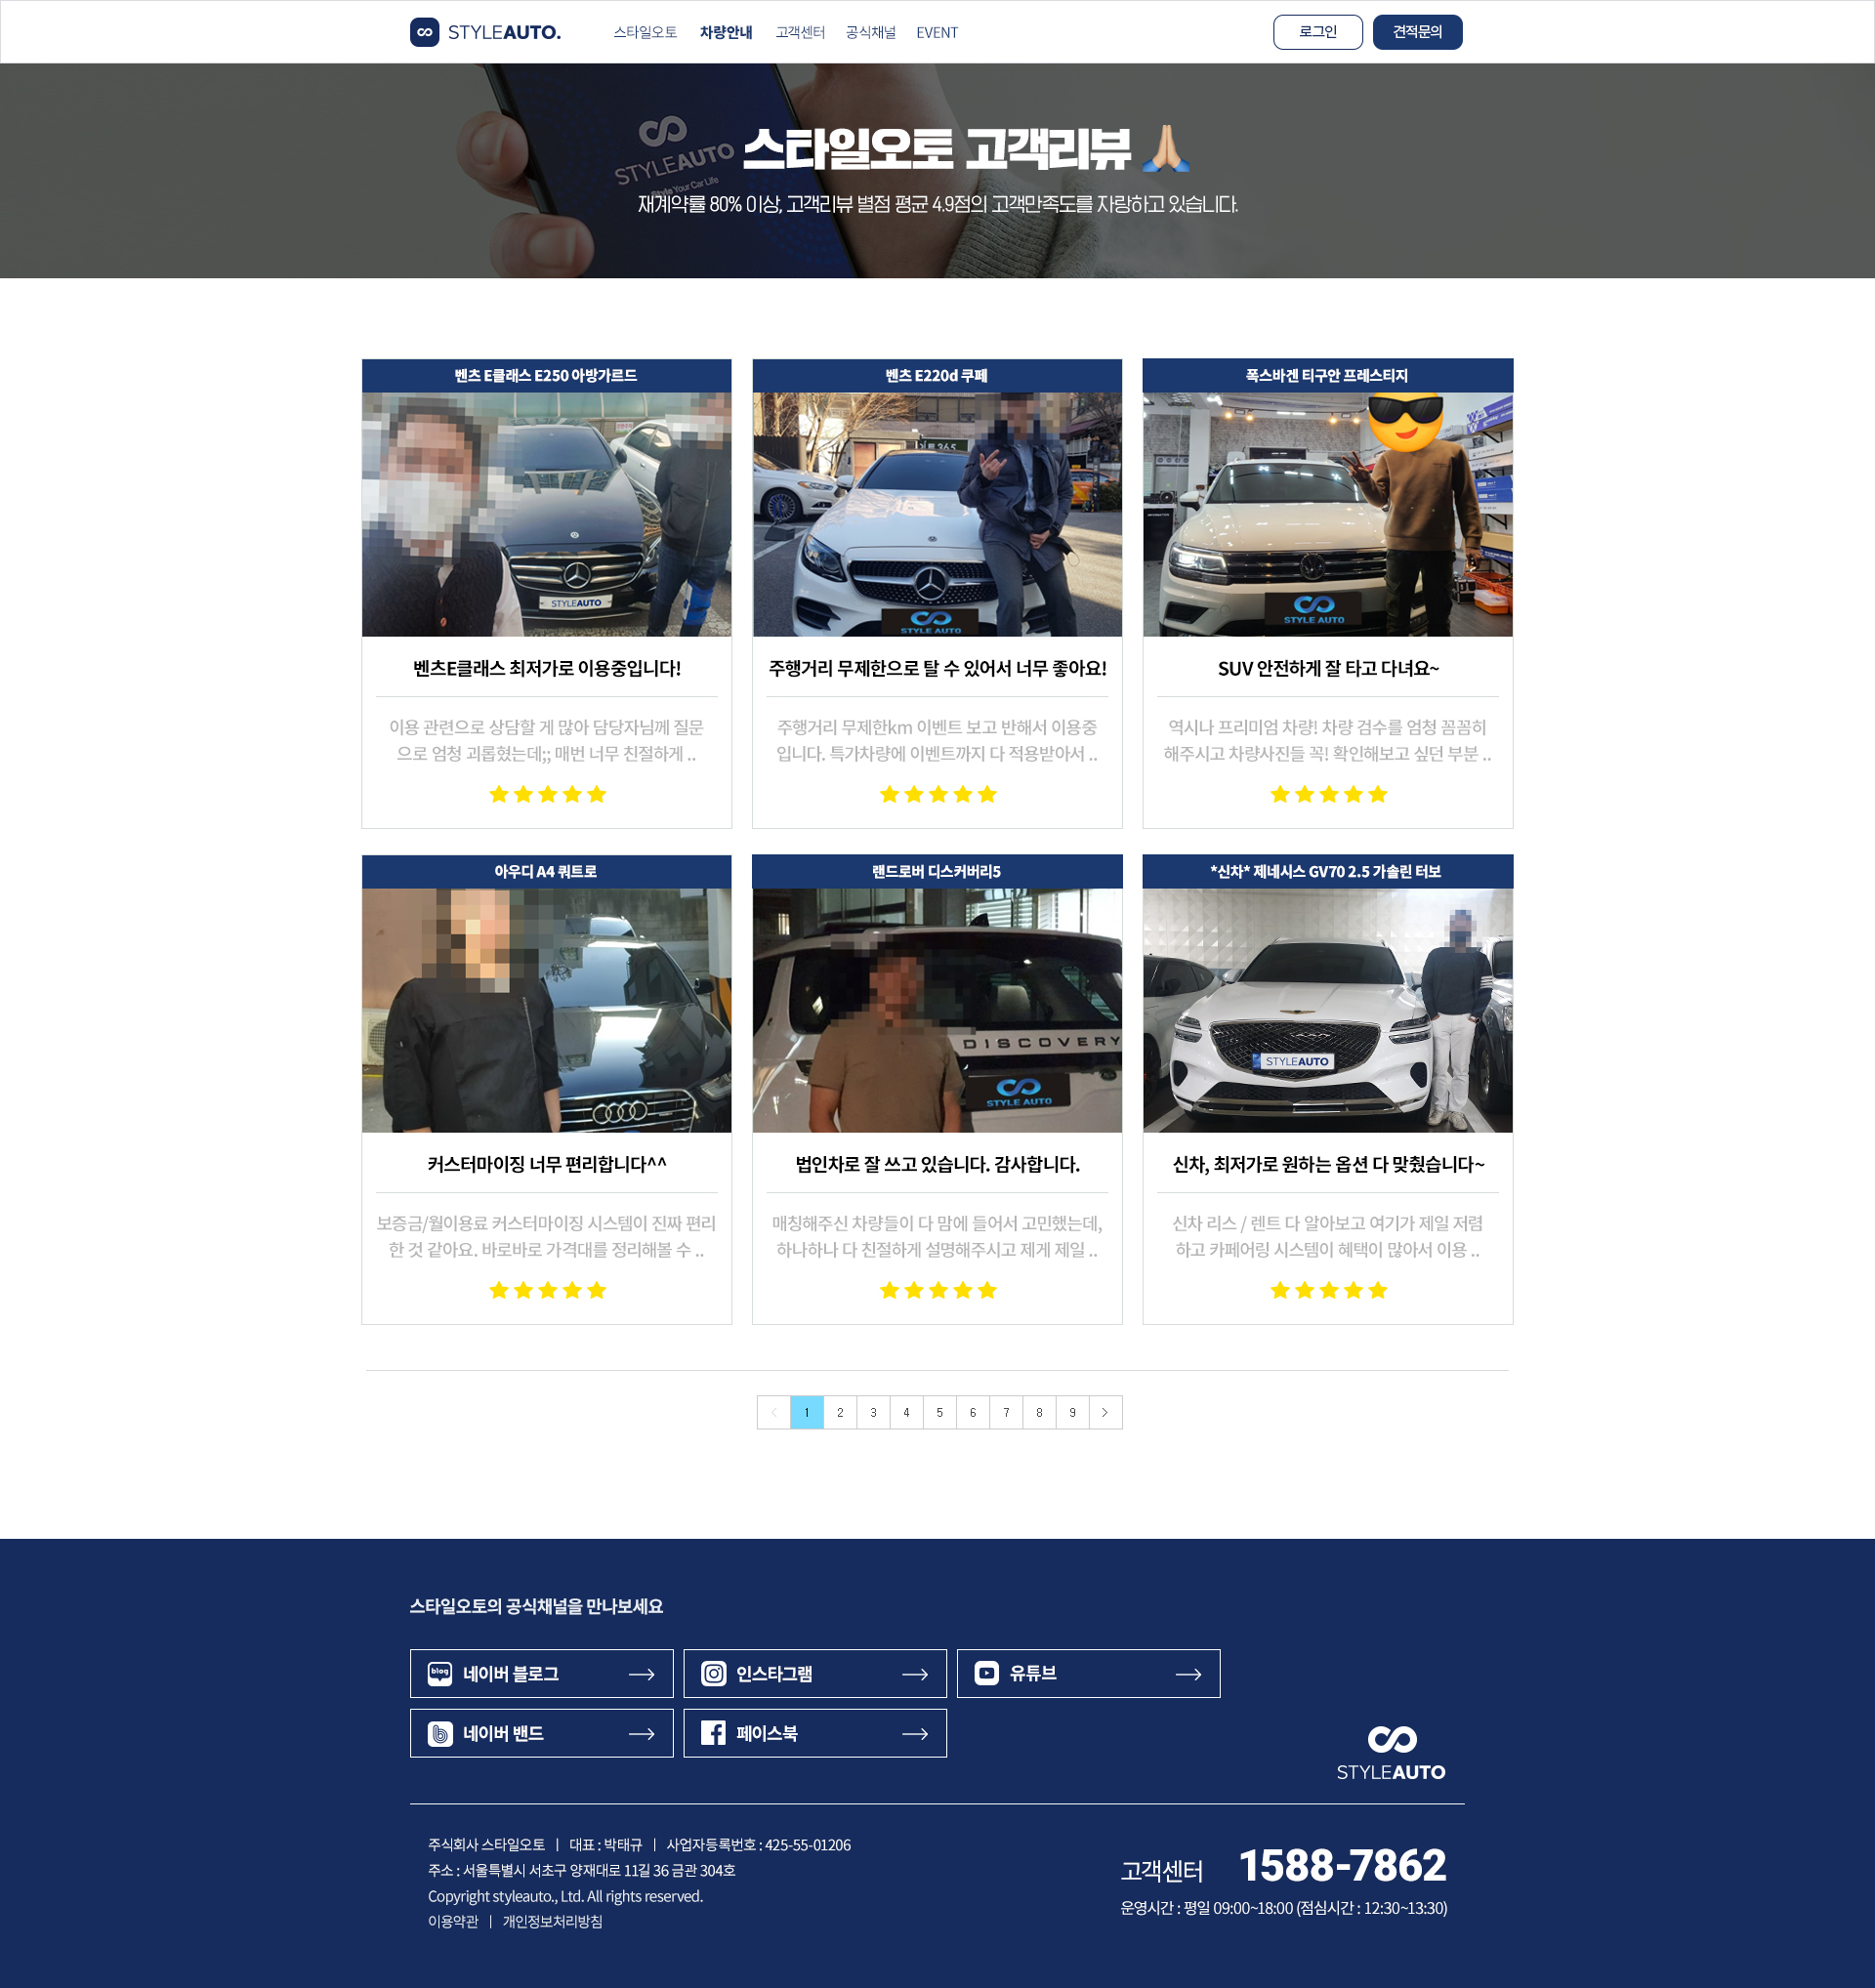 STYLEAUTO.
스타일오토 차량안내 고객센터 공식채널 EVENT
로그인 견적문의
STYLEAUTO
Style Your Car Life
스타일오토 고객리뷰 🙏🏻
재계약률 80% 이상, 고객리뷰 별점 평균 4.9점의 고객만족도를 자랑하고 있습니다.
벤츠 E클래스 E250 아방가르드
STYLEAUTO
벤츠E클래스 최저가로 이용중입니다!
이용 관련으로 상담할 게 많아 담당자님께 질문
으로 엄청 괴롭혔는데;; 매번 너무 친절하게 ..
벤츠 E220d 쿠페
STYLE AUTO
주행거리 무제한으로 탈 수 있어서 너무 좋아요!
주행거리 무제한km 이벤트 보고 반해서 이용중
입니다. 특가차량에 이벤트까지 다 적용받아서 ..
폭스바겐 티구안 프레스티지
STYLE AUTO
SUV 안전하게 잘 타고 다녀요~
역시나 프리미엄 차량! 차량 검수를 엄청 꼼꼼히
해주시고 차량사진들 꼭! 확인해보고 싶던 부분 ..
아우디 A4 쿼트로
커스터마이징 너무 편리합니다^^
보증금/월이용료 커스터마이징 시스템이 진짜 편리
한 것 같아요. 바로바로 가격대를 정리해볼 수 ..
랜드로버 디스커버리5
DISCOVERY
STYLE AUTO
법인차로 잘 쓰고 있습니다. 감사합니다.
매칭해주신 차량들이 다 맘에 들어서 고민했는데,
하나하나 다 친절하게 설명해주시고 제게 제일 ..
*신차* 제네시스 GV70 2.5 가솔린 터보
STYLEAUTO
신차, 최저가로 원하는 옵션 다 맞췄습니다~
신차 리스 / 렌트 다 알아보고 여기가 제일 저렴
하고 카페어링 시스템이 혜택이 많아서 이용 ..
< 1 2 3 4 5 6 7 8 9 >
스타일오토의 공식채널을 만나보세요
blog 네이버 블로그
인스타그램
유튜브
네이버 밴드
페이스북
STYLEAUTO
주식회사 스타일오토 | 대표 : 박태규 | 사업자등록번호 : 425-55-01206
주소 : 서울특별시 서초구 양재대로 11길 36 금관 304호
Copyright styleauto., Ltd. All rights reserved.
이용약관 | 개인정보처리방침
고객센터 1588-7862
운영시간 : 평일 09:00~18:00 (점심시간 : 12:30~13:30)